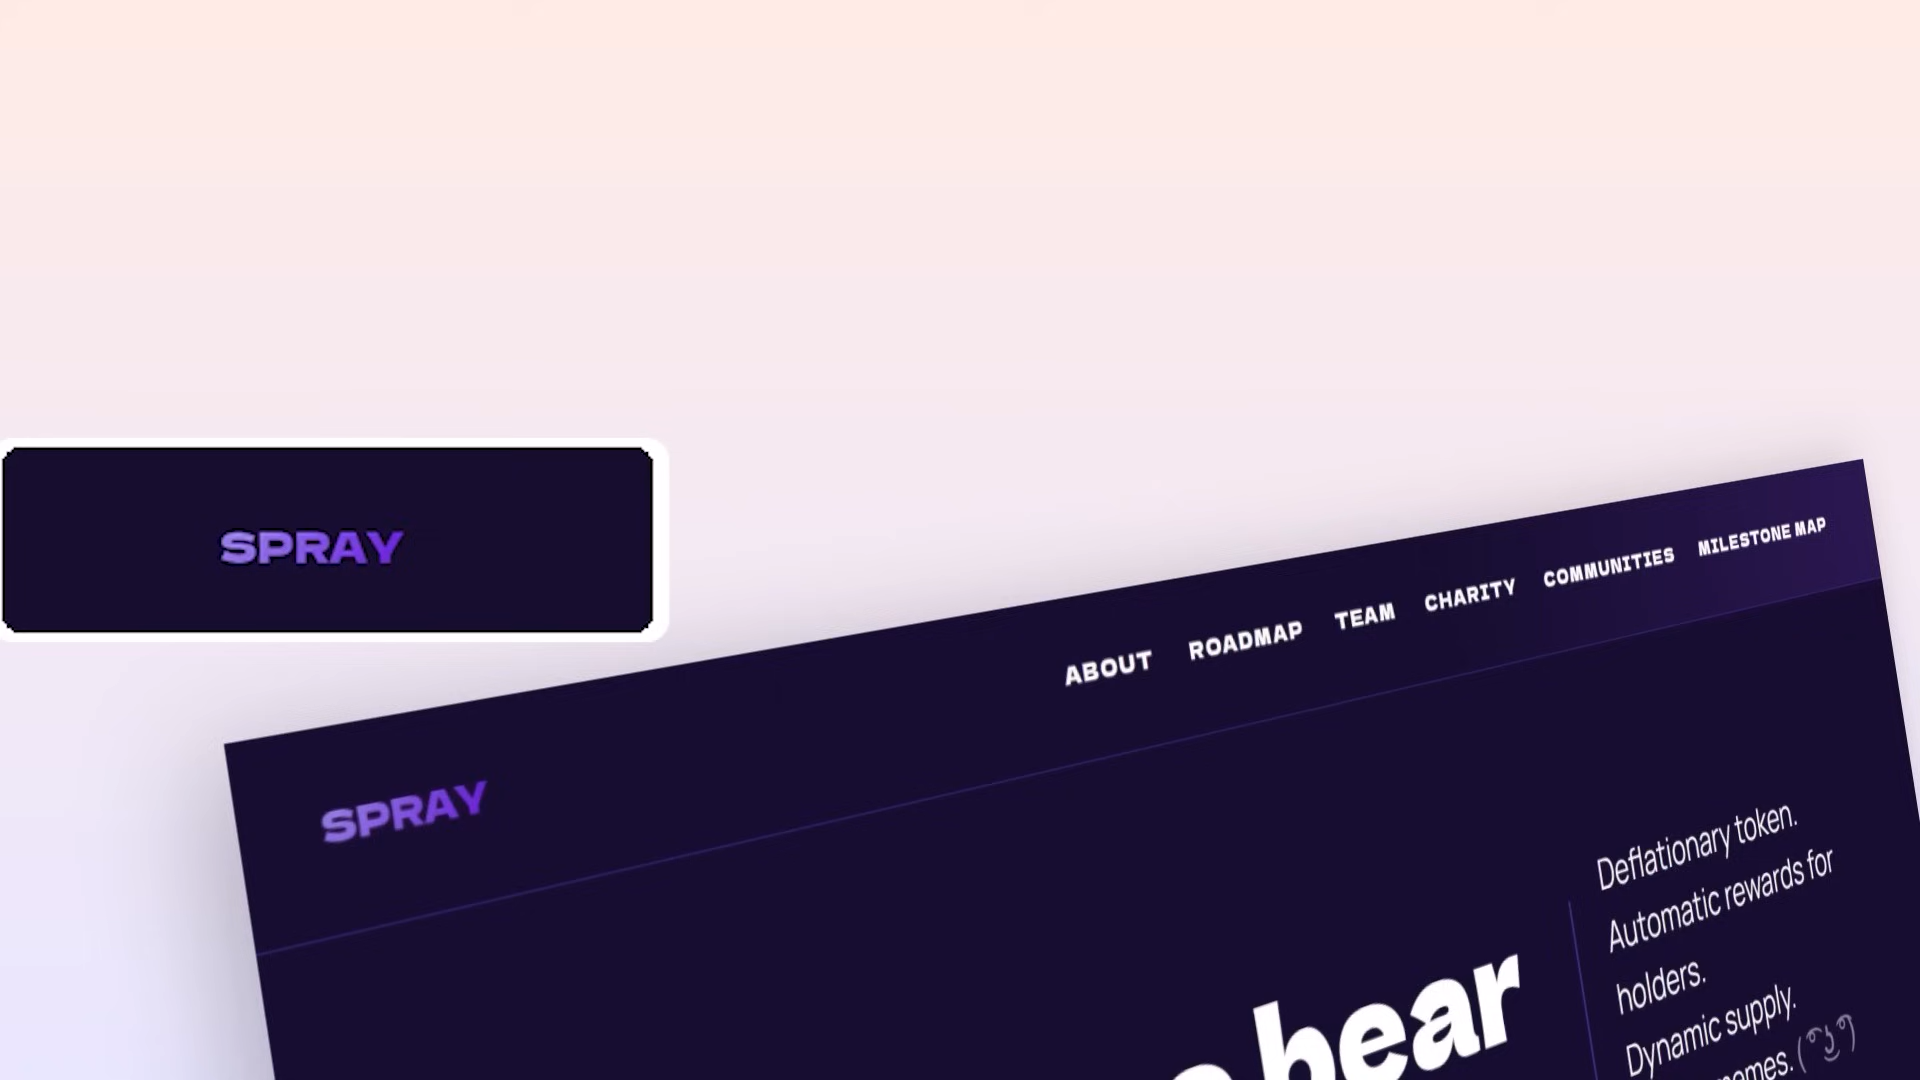 SPRAY
ABOUT ROADMAP TEAM CHARITY COMMUNITIES MILESTONE MAP
SPRAY
Deflationary token.
Automatic rewards for
holders.
Dynamic supply.
bear